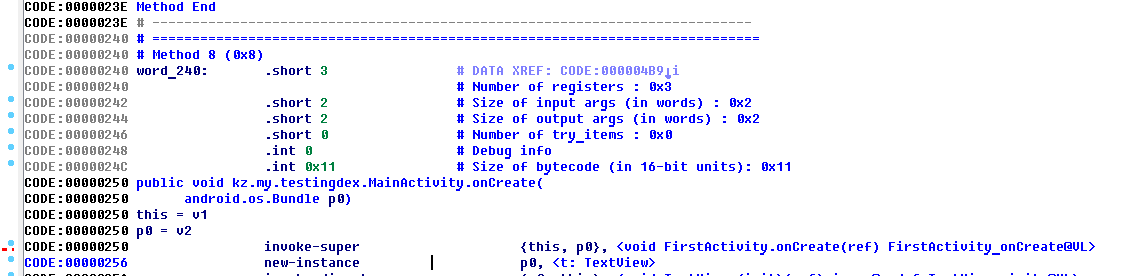 CODE:0000023E Method End
CODE:0000023E # ---------------------------------------------------------------------------
CODE:00000240 # ============================================================================
CODE:00000240 # Method 8 (0x8)
CODE:00000240 word_240: .short 3 # DATA XREF: CODE:000004B9↓i
CODE:00000240 # Number of registers : 0x3
CODE:00000242 .short 2 # Size of input args (in words) : 0x2
CODE:00000244 .short 2 # Size of output args (in words) : 0x2
CODE:00000246 .short 0 # Number of try_items : 0x0
CODE:00000248 .int 0 # Debug info
CODE:0000024C .int 0x11 # Size of bytecode (in 16-bit units): 0x11
CODE:00000250 public void kz.my.testingdex.MainActivity.onCreate(
CODE:00000250 android.os.Bundle p0)
CODE:00000250 this = v1
CODE:00000250 p0 = v2
CODE:00000250 invoke-super {this, p0}, <void FirstActivity.onCreate(ref) FirstActivity_onCreate@VL>
CODE:00000256 new-instance p0, <t: TextView>